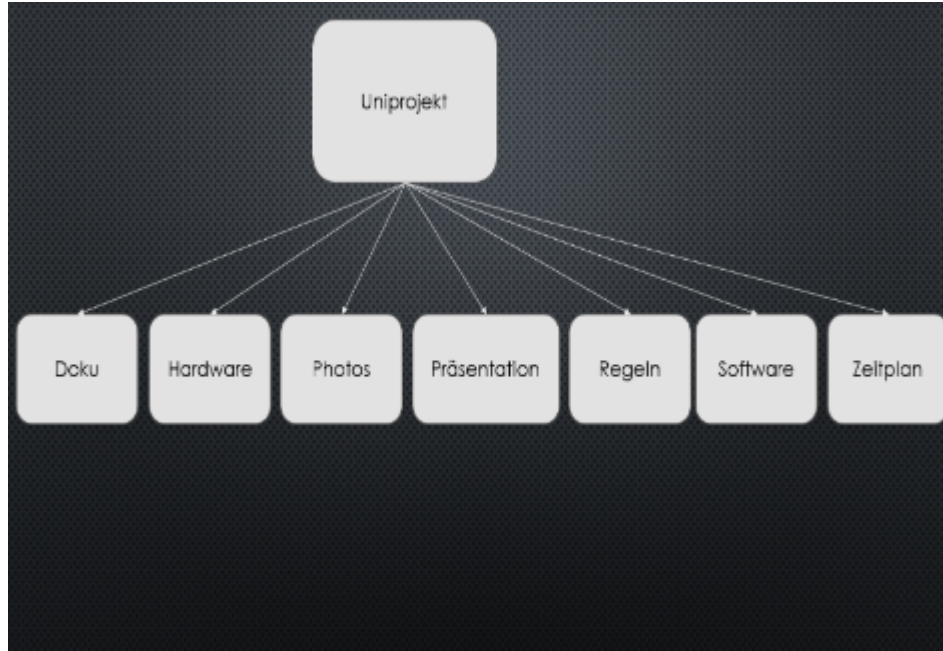 Uniprojekt
Doku
Hardware
Photos
Präsentation
Regeln
Software
Zeitplan